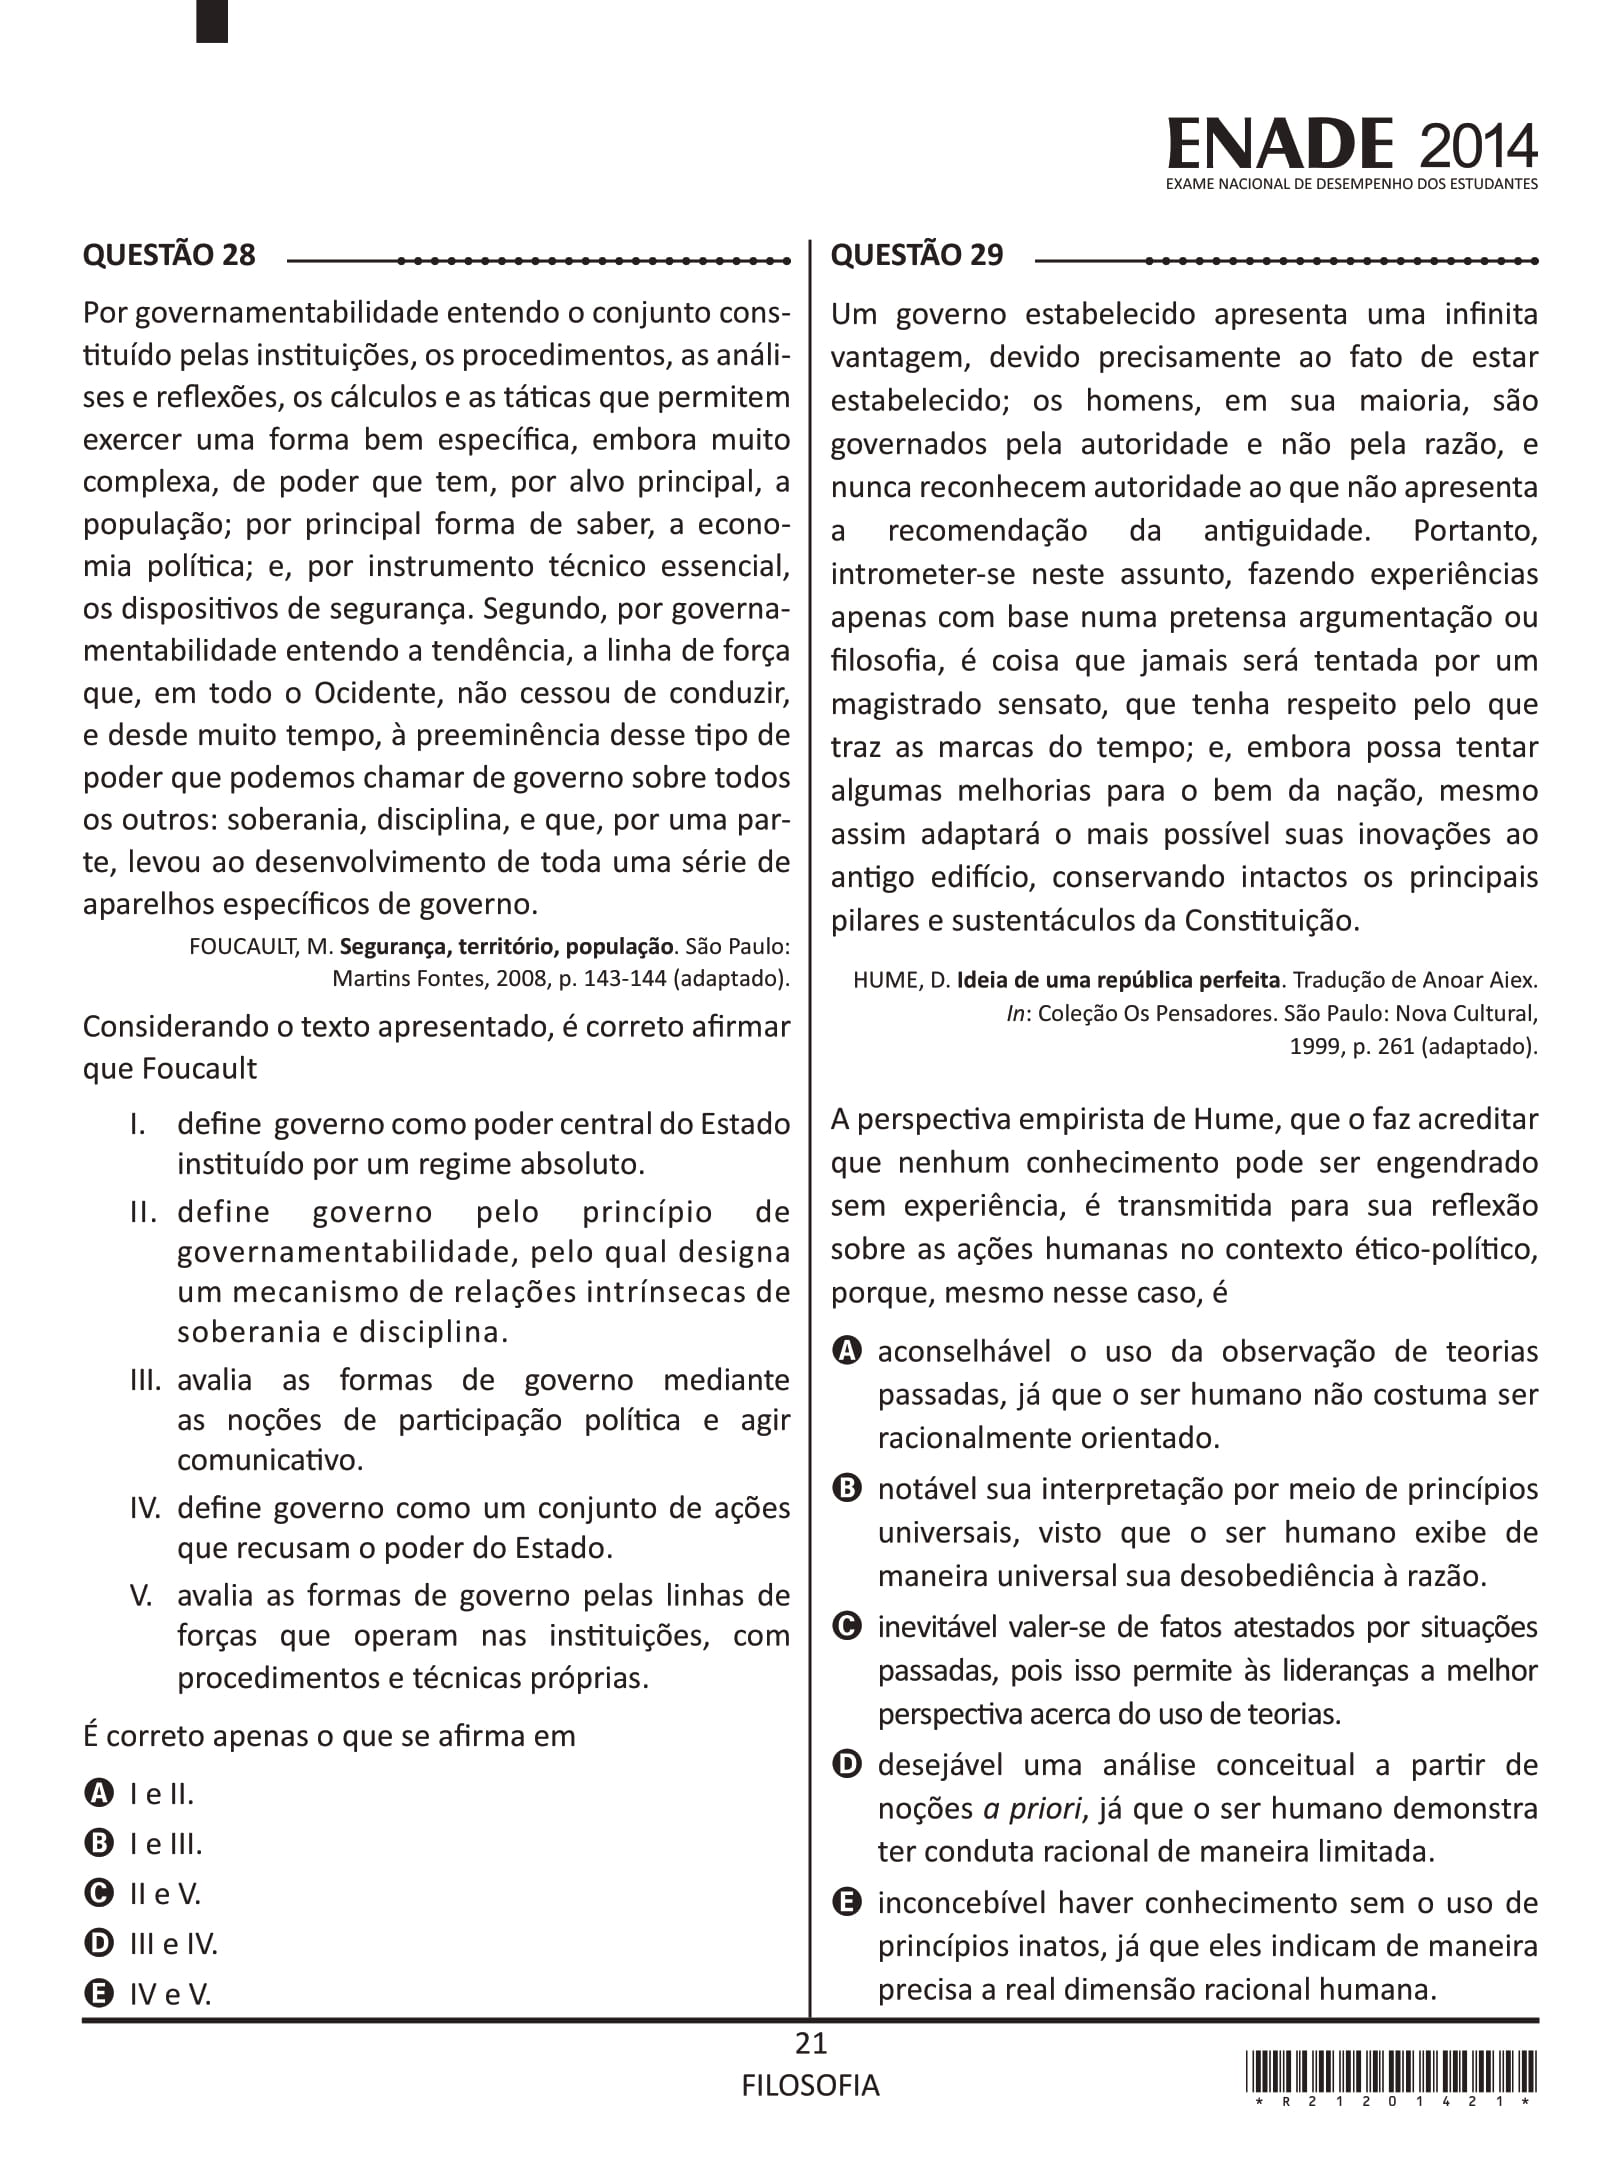 ENADE 2014
EXAME NACIONAL DE DESEMPENHO DOS ESTUDANTES
QUESTÃO 28
Por governamentabilidade entendo o conjunto cons-
tituído pelas instituições, os procedimentos, as análi-
ses e reflexões, os cálculos e as táticas que permitem
exercer uma forma bem específica, embora muito
complexa, de poder que tem, por alvo principal, a
população; por principal forma de saber, a econo-
mia política; e, por instrumento técnico essencial,
os dispositivos de segurança. Segundo, por governa-
mentabilidade entendo a tendência, a linha de força
que, em todo o Ocidente, não cessou de conduzir,
e desde muito tempo, à preeminência desse tipo de
poder que podemos chamar de governo sobre todos
os outros: soberania, disciplina, e que, por uma par-
te, levou ao desenvolvimento de toda uma série de
aparelhos específicos de governo.
FOUCAULT, M. Segurança, território, população. São Paulo:
Martins Fontes, 2008, p. 143-144 (adaptado).
Considerando o texto apresentado, é correto afirmar
que Foucault
I. define governo como poder central do Estado
instituído por um regime absoluto.
II. define governo pelo princípio de
governamentabilidade, pelo qual designa
um mecanismo de relações intrínsecas de
soberania e disciplina.
III. avalia as formas de governo mediante
as noções de participação política e agir
comunicativo.
IV. define governo como um conjunto de ações
que recusam o poder do Estado.
V. avalia as formas de governo pelas linhas de
forças que operam nas instituições, com
procedimentos e técnicas próprias.
É correto apenas o que se afirma em
A I e II.
B I e III.
C II e V.
D III e IV.
E IV e V.
QUESTÃO 29
Um governo estabelecido apresenta uma infinita
vantagem, devido precisamente ao fato de estar
estabelecido; os homens, em sua maioria, são
governados pela autoridade e não pela razão, e
nunca reconhecem autoridade ao que não apresenta
a recomendação da antiguidade. Portanto,
intrometer-se neste assunto, fazendo experiências
apenas com base numa pretensa argumentação ou
filosofia, é coisa que jamais será tentada por um
magistrado sensato, que tenha respeito pelo que
traz as marcas do tempo; e, embora possa tentar
algumas melhorias para o bem da nação, mesmo
assim adaptará o mais possível suas inovações ao
antigo edifício, conservando intactos os principais
pilares e sustentáculos da Constituição.
HUME, D. Ideia de uma república perfeita. Tradução de Anoar Aiex.
In: Coleção Os Pensadores. São Paulo: Nova Cultural,
1999, p. 261 (adaptado).
A perspectiva empirista de Hume, que o faz acreditar
que nenhum conhecimento pode ser engendrado
sem experiência, é transmitida para sua reflexão
sobre as ações humanas no contexto ético-político,
porque, mesmo nesse caso, é
A aconselhável o uso da observação de teorias
passadas, já que o ser humano não costuma ser
racionalmente orientado.
B notável sua interpretação por meio de princípios
universais, visto que o ser humano exibe de
maneira universal sua desobediência à razão.
C inevitável valer-se de fatos atestados por situações
passadas, pois isso permite às lideranças a melhor
perspectiva acerca do uso de teorias.
D desejável uma análise conceitual a partir de
noções a priori, já que o ser humano demonstra
ter conduta racional de maneira limitada.
E inconcebível haver conhecimento sem o uso de
princípios inatos, já que eles indicam de maneira
precisa a real dimensão racional humana.
21
FILOSOFIA
*R21201421*